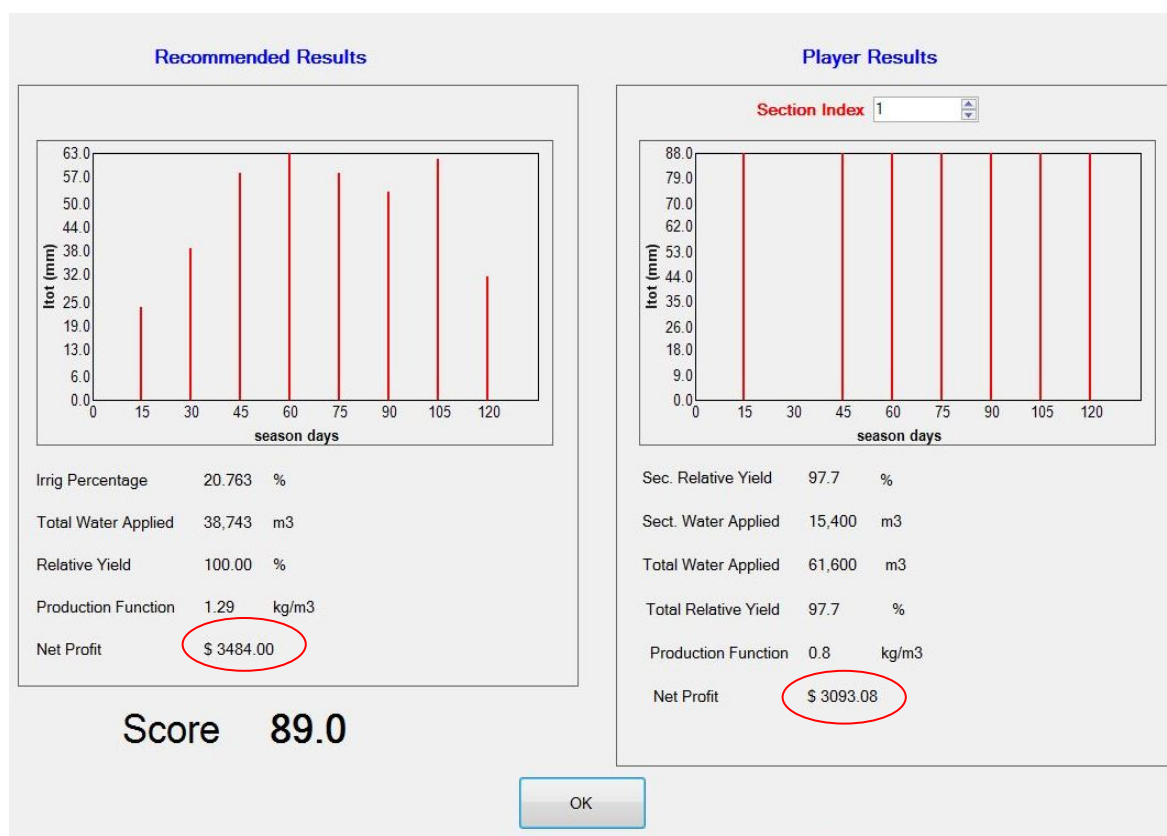 Recommended Results
63.0
57.0
50.0
44.0
38.0
32.0
25.0
19.0
13.0
6.0
0.0
Itot (mm)
0 15 30 45 60 75 90 105 120
season days
Irrig Percentage 20.763 %
Total Water Applied 38,743 m3
Relative Yield 100.00 %
Production Function 1.29 kg/m3
Net Profit $ 3484.00
Score 89.0
Player Results
Section Index 1
88.0
79.0
70.0
62.0
53.0
44.0
35.0
26.0
18.0
9.0
0.0
Itot (mm)
0 15 30 45 60 75 90 105 120
season days
Sec. Relative Yield 97.7 %
Sect. Water Applied 15,400 m3
Total Water Applied 61,600 m3
Total Relative Yield 97.7 %
Production Function 0.8 kg/m3
Net Profit $ 3093.08
OK